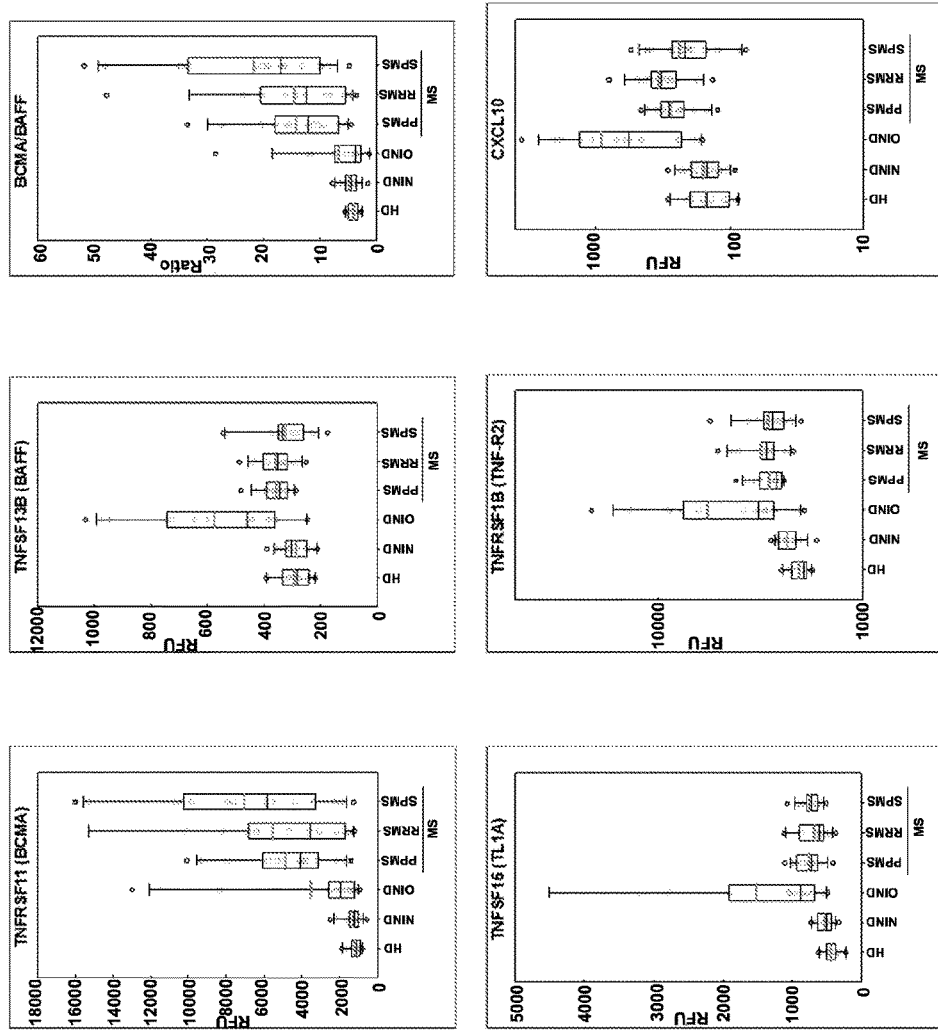 TNFRSF11 (BCMA)
RFU
18000
16000
14000
12000
10000
8000
6000
4000
2000
0
HD
NIND
OIND
PPMS
RRMS
SPMS
MS
TNFSF13B (BAFF)
RFU
12000
1000
800
600
400
200
0
HD
NIND
OIND
PPMS
RRMS
SPMS
MS
BCMA/BAFF
Ratio
60
50
40
30
20
10
0
HD
NIND
OIND
PPMS
RRMS
SPMS
MS
TNFSF15 (TL1A)
RFU
5000
4000
3000
2000
1000
0
HD
NIND
OIND
PPMS
RRMS
SPMS
MS
TNFRSF1B (TNF-R2)
RFU
10000
1000
HD
NIND
OIND
PPMS
RRMS
SPMS
MS
CXCL10
RFU
1000
100
10
HD
NIND
OIND
PPMS
RRMS
SPMS
MS